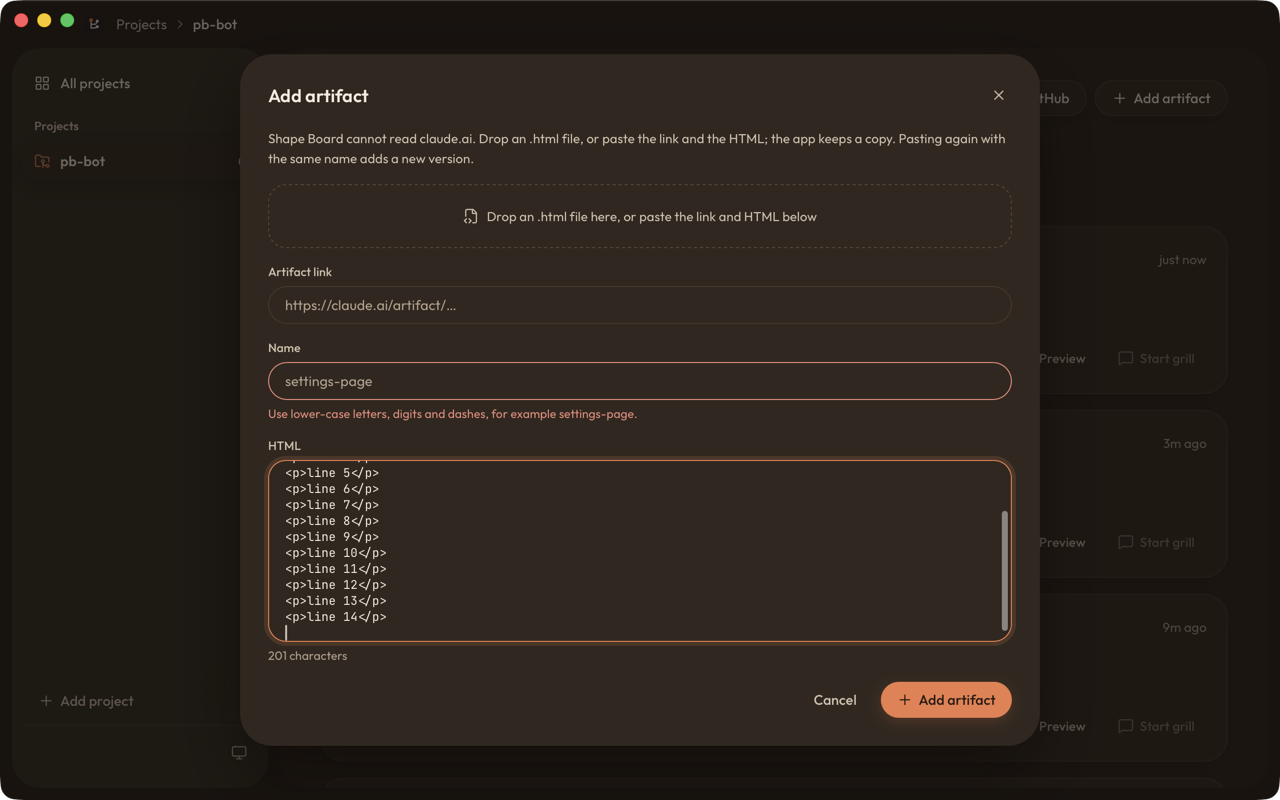 Projects > pb-bot
All projects
Projects
pb-bot
Add project
tHub
Add artifact
just now
Preview
Start grill
3m ago
Preview
Start grill
9m ago
Preview
Start grill
Add artifact
Shape Board cannot read claude.ai. Drop an .html file, or paste the link and the HTML; the app keeps a copy. Pasting again with
the same name adds a new version.
Drop an .html file here, or paste the link and HTML below
Artifact link
https://claude.ai/artifact/…
Name
settings-page
Use lower-case letters, digits and dashes, for example settings-page.
HTML
<p>line 5</p>
<p>line 6</p>
<p>line 7</p>
<p>line 8</p>
<p>line 9</p>
<p>line 10</p>
<p>line 11</p>
<p>line 12</p>
<p>line 13</p>
<p>line 14</p>
201 characters
Cancel
Add artifact